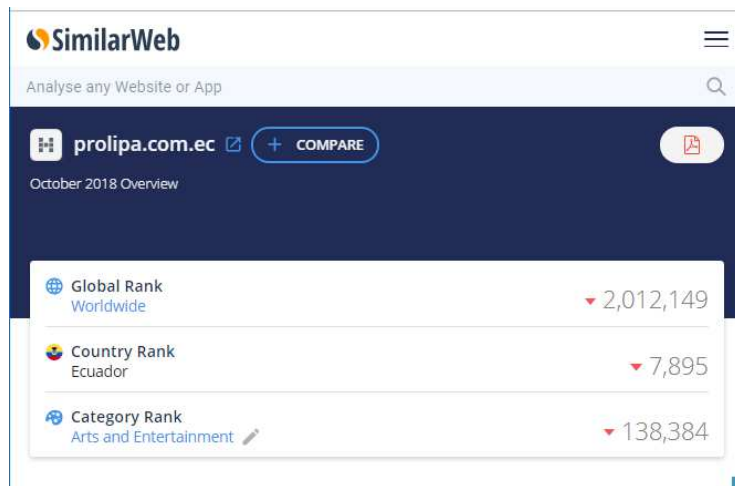 SimilarWeb
Analyse any Website or App
prolipa.com.ec + COMPARE
October 2018 Overview
Global Rank
Worldwide
2,012,149
Country Rank
Ecuador
7,895
Category Rank
Arts and Entertainment
138,384